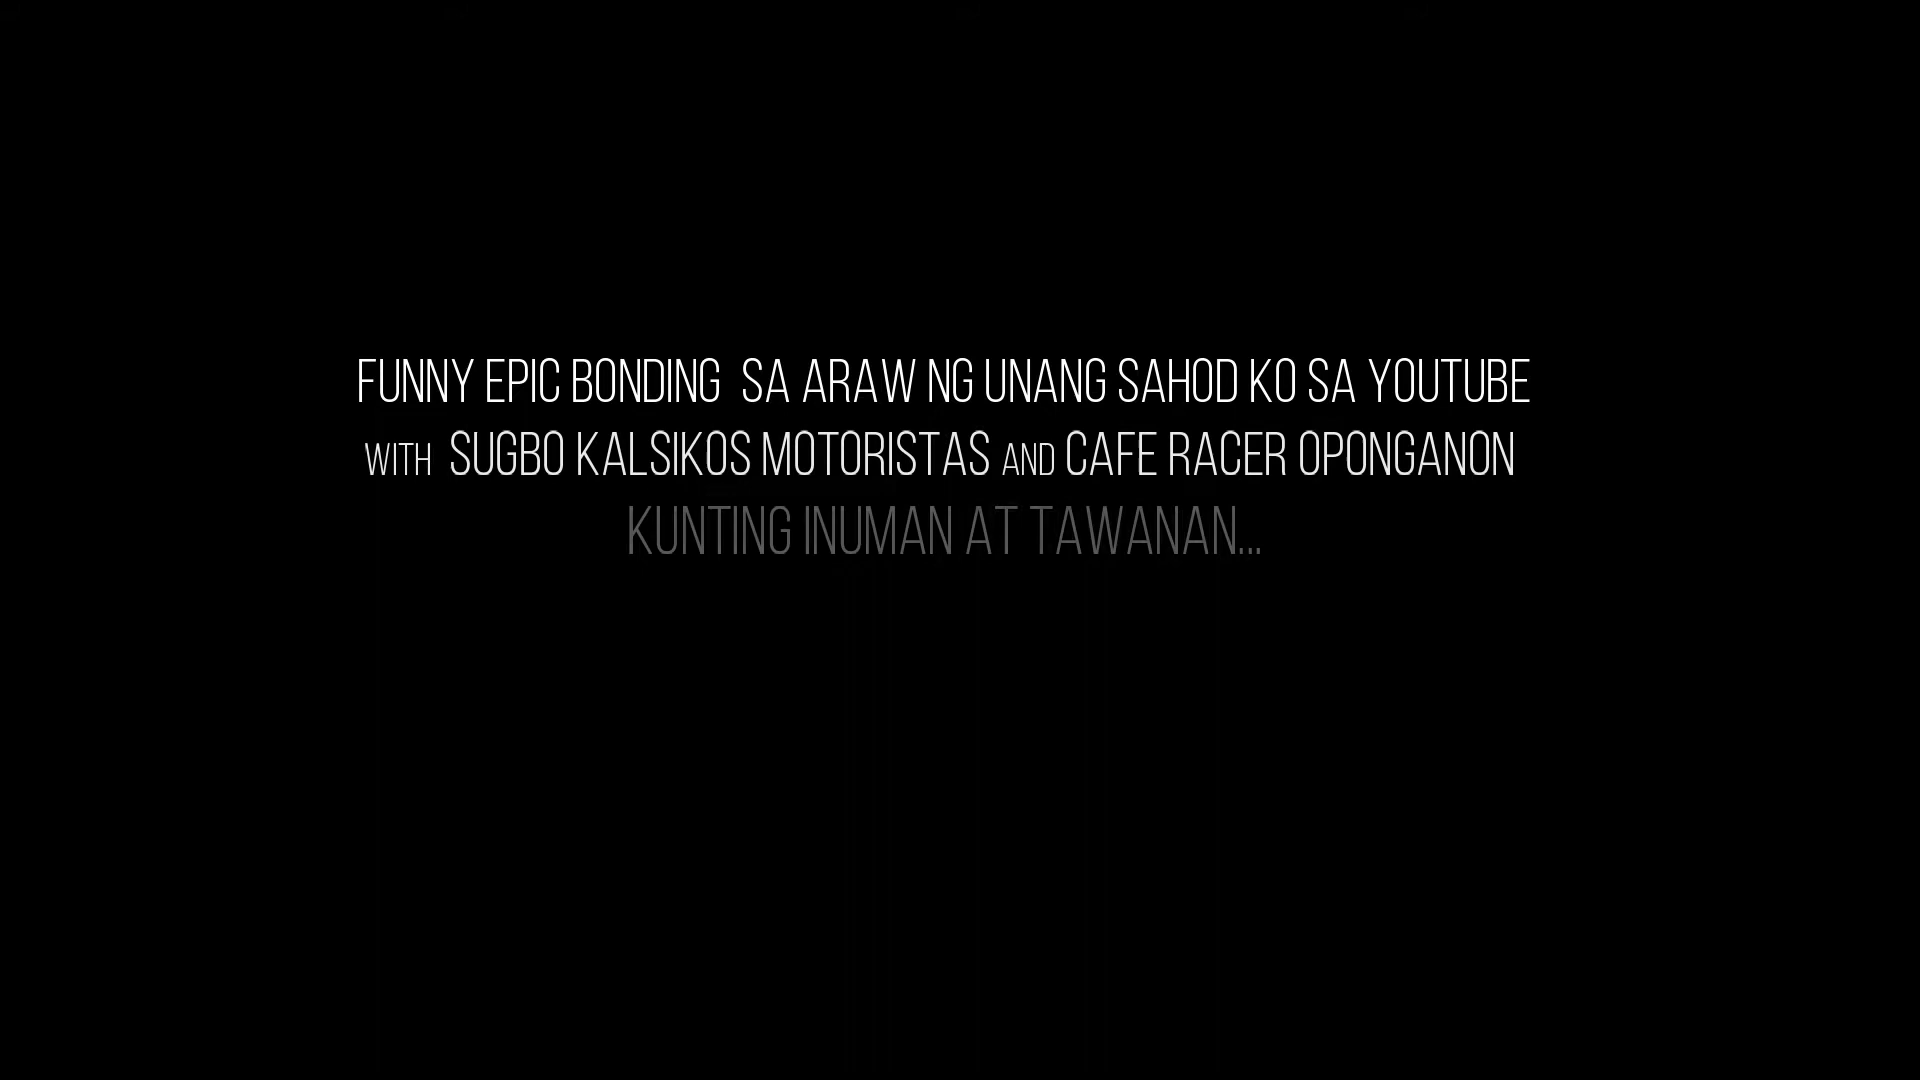 FUNNY EPIC BONDING SA ARAW NG UNANG SAHOD KO SA YOUTUBE
WITH SUGBO KALSIKOS MOTORISTAS AND CAFE RACER OPONGANON
KUNTING INUMAN AT TAWANAN...